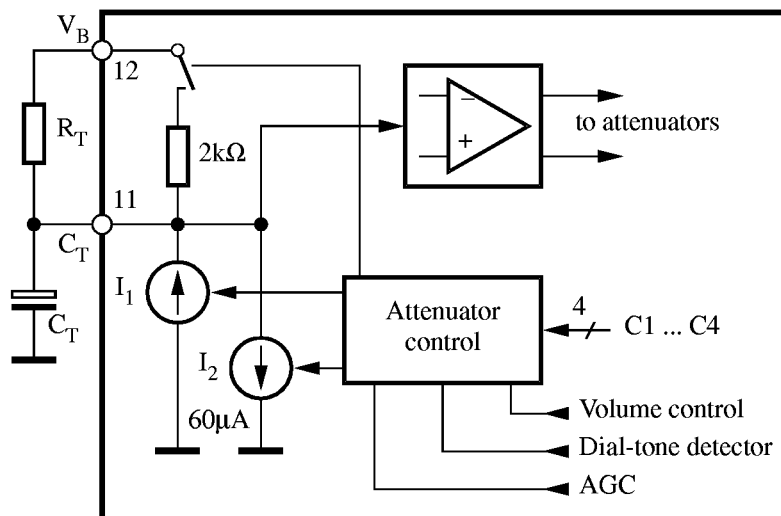 V_B
12
R_T
2kΩ
− +
to attenuators
11
C_T
C_T
I_1
I_2
60µA
Attenuator
control
4
C1 ... C4
Volume control
Dial-tone detector
AGC